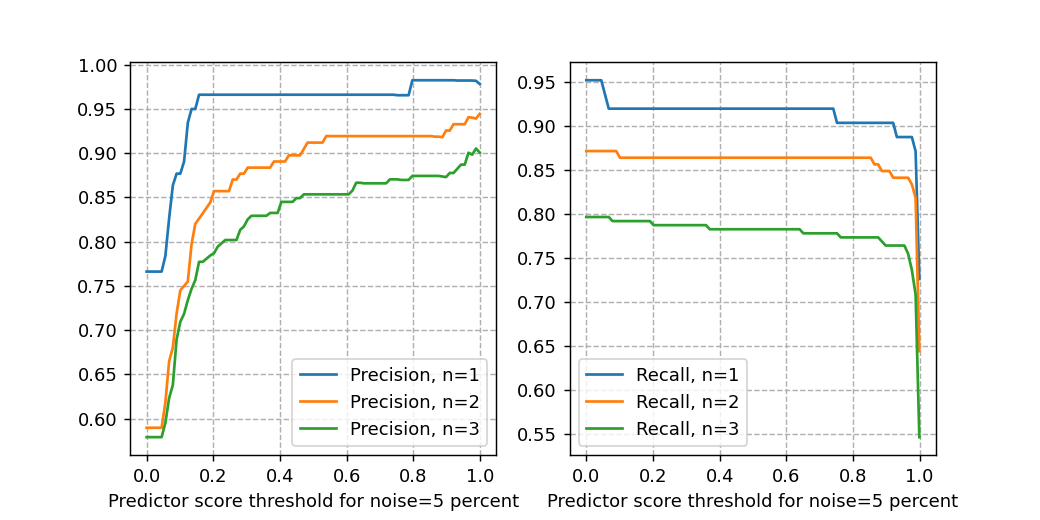 1.00
0.95
0.90
0.85
0.80
0.75
0.70
0.65
0.60
Precision, n=1
Precision, n=2
Precision, n=3
0.0 0.2 0.4 0.6 0.8 1.0
Predictor score threshold for noise=5 percent
0.95
0.90
0.85
0.80
0.75
0.70
0.65
0.60
0.55
Recall, n=1
Recall, n=2
Recall, n=3
0.0 0.2 0.4 0.6 0.8 1.0
Predictor score threshold for noise=5 percent